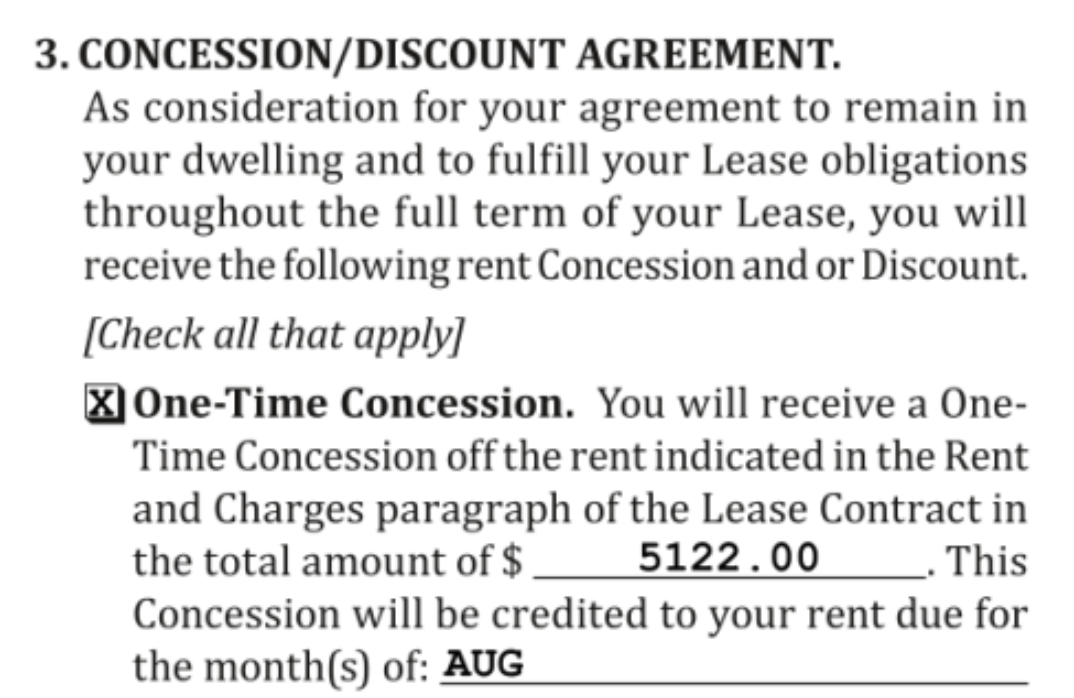 3. CONCESSION/DISCOUNT AGREEMENT.
As consideration for your agreement to remain in
your dwelling and to fulfill your Lease obligations
throughout the full term of your Lease, you will
receive the following rent Concession and or Discount.
[Check all that apply]
X One-Time Concession. You will receive a One-
Time Concession off the rent indicated in the Rent
and Charges paragraph of the Lease Contract in
the total amount of $ 5122.00. This
Concession will be credited to your rent due for
the month(s) of: AUG